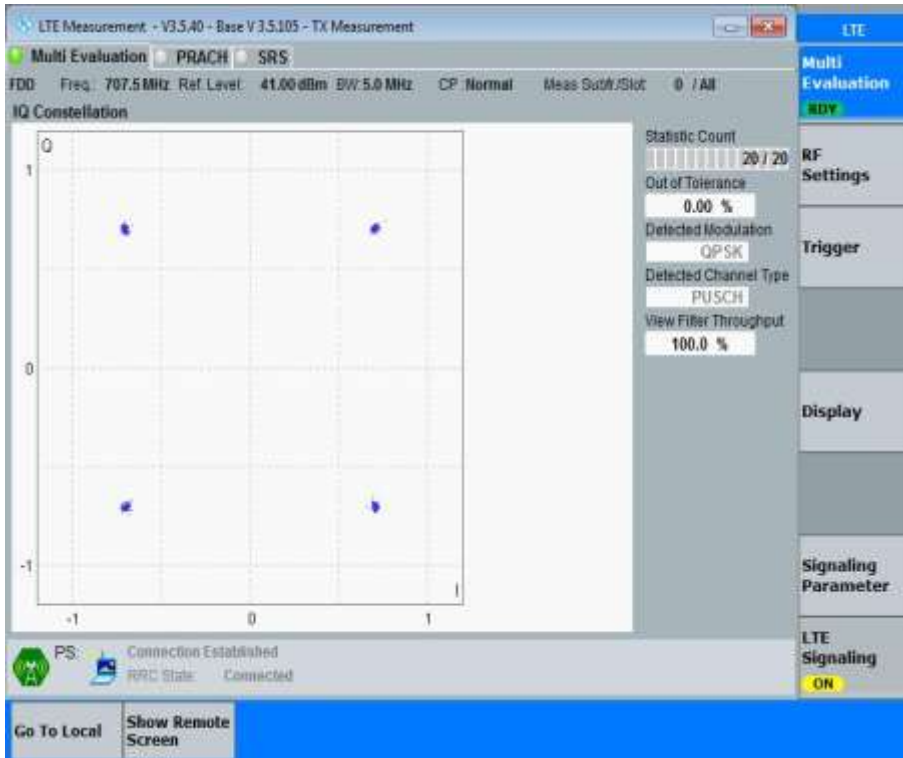 LTE Measurement - V3.5.40 - Base V 3.5.105 - TX Measurement
Multi Evaluation PRACH SRS
FDD Freq.: 707.5 MHz Ref. Level: 41.00 dBm BW: 5.0 MHz CP: Normal Meas Subfr./Slot: 0 / All
IQ Constellation
Q
1
0
-1
-1 0 1
I
Statistic Count
20 / 20
Out of Tolerance
0.00 %
Detected Modulation
QPSK
Detected Channel Type
PUSCH
View Filter Throughput
100.0 %
PS:
Connection Established
RRC State: Connected
Go To Local
Show Remote
Screen
LTE
Multi
Evaluation
RDY
RF
Settings
Trigger
Display
Signaling
Parameter
LTE
Signaling
ON